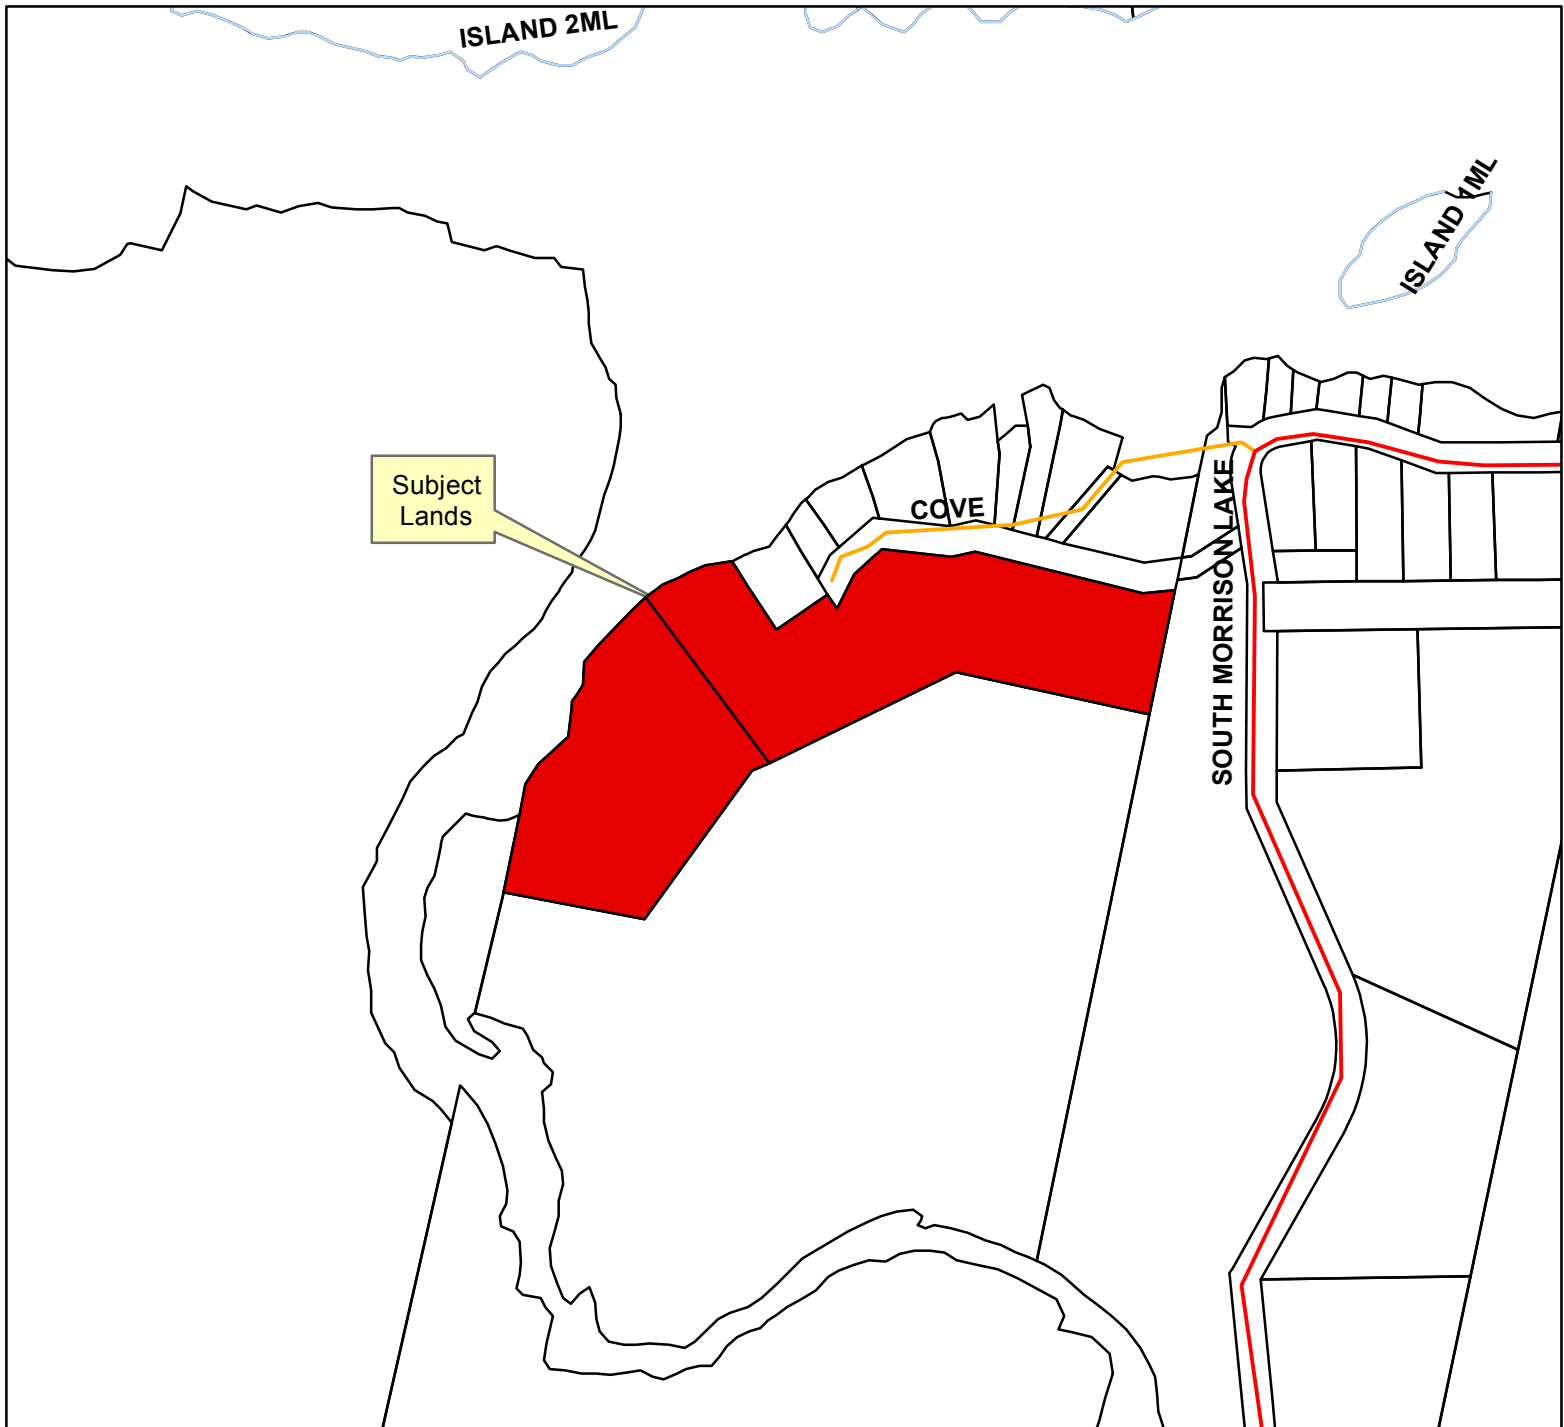 ISLAND 2ML
ISLAND 1ML
Subject
Lands
COVE
SOUTH MORRISON LAKE